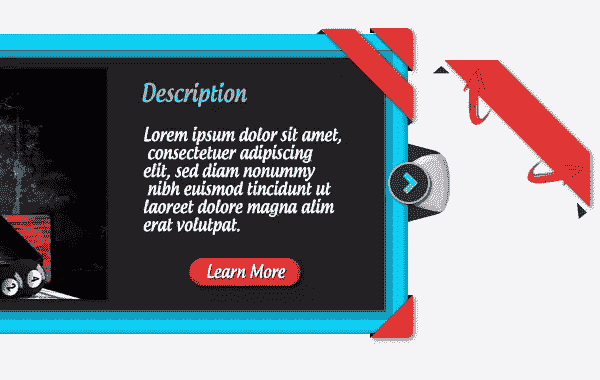 Description
Lorem ipsum dolor sit amet,
consectetuer adipiscing
elit, sed diam nonummy
nibh euismod tincidunt ut
laoreet dolore magna alim
erat volutpat.
Learn More